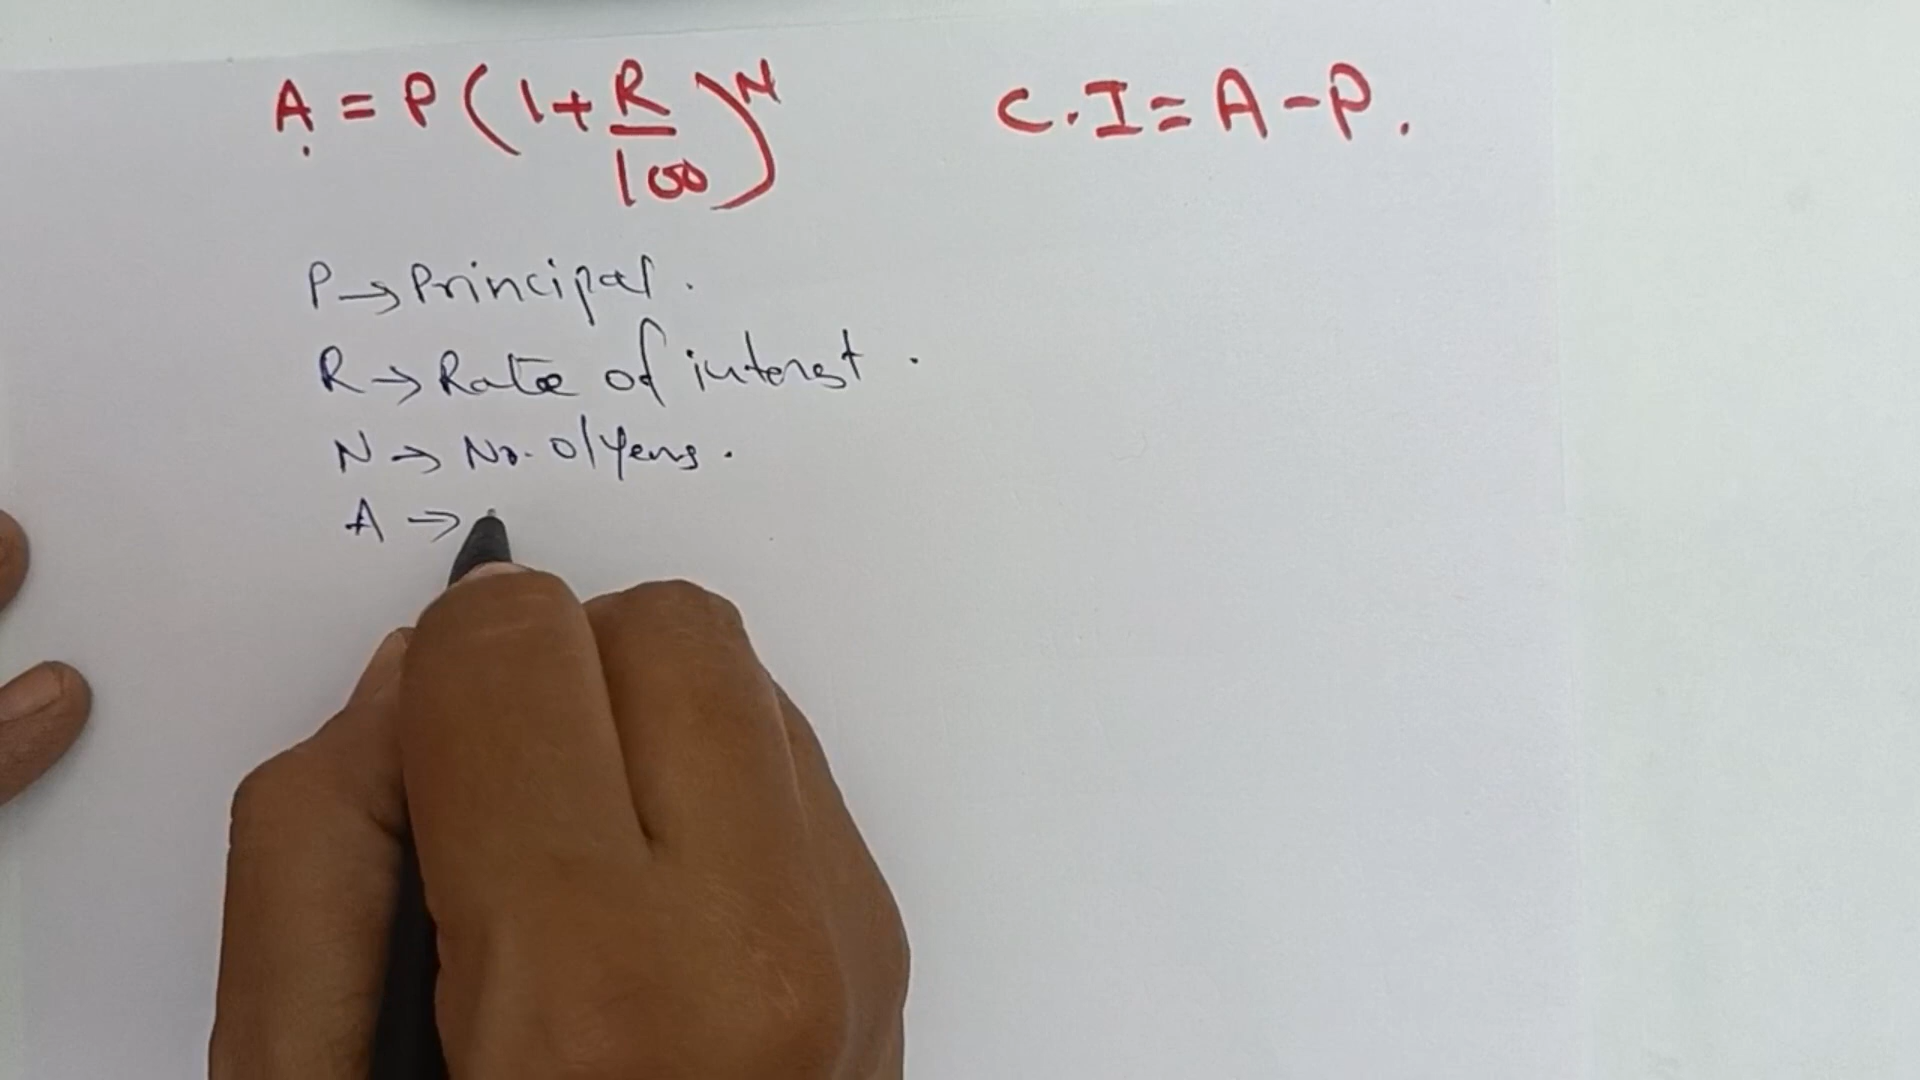 A = P(1+R/100)^N
C.I = A - P.
P → Principal.
R → Rate of interest.
N → No. of Years.
A →